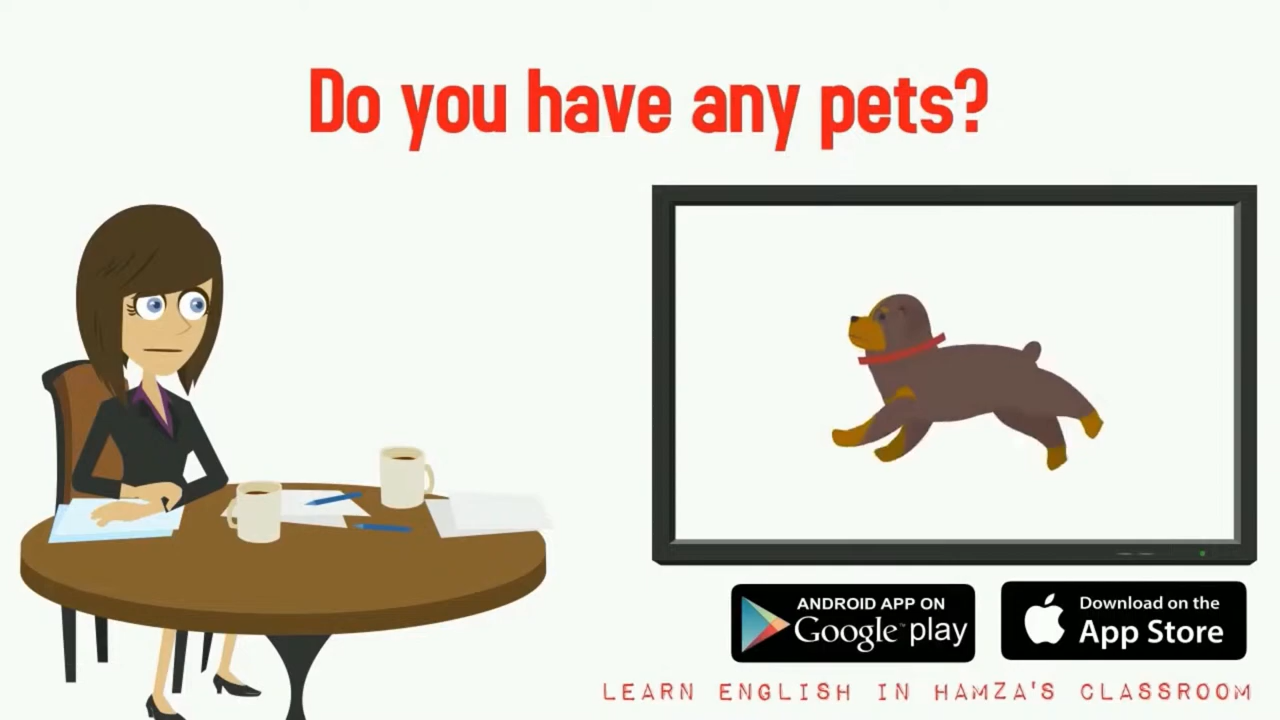 Do you have any pets?
ANDROID APP ON
Google™ play
Download on the
App Store
LEARN ENGLISH IN HAMZA'S CLASSROOM